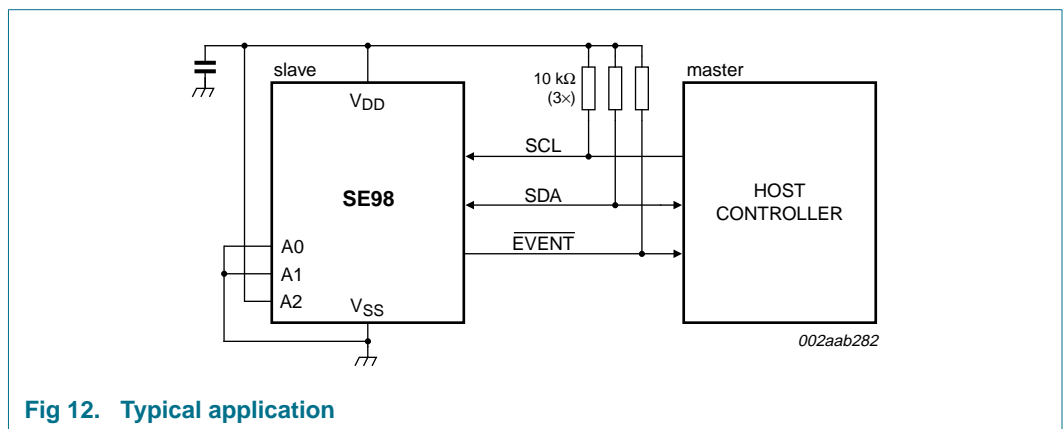 slave
master
10 kΩ
(3×)
VDD
SCL
SE98
SDA
HOST
CONTROLLER
EVENT
A0
A1
A2
VSS
002aab282
Fig 12. Typical application